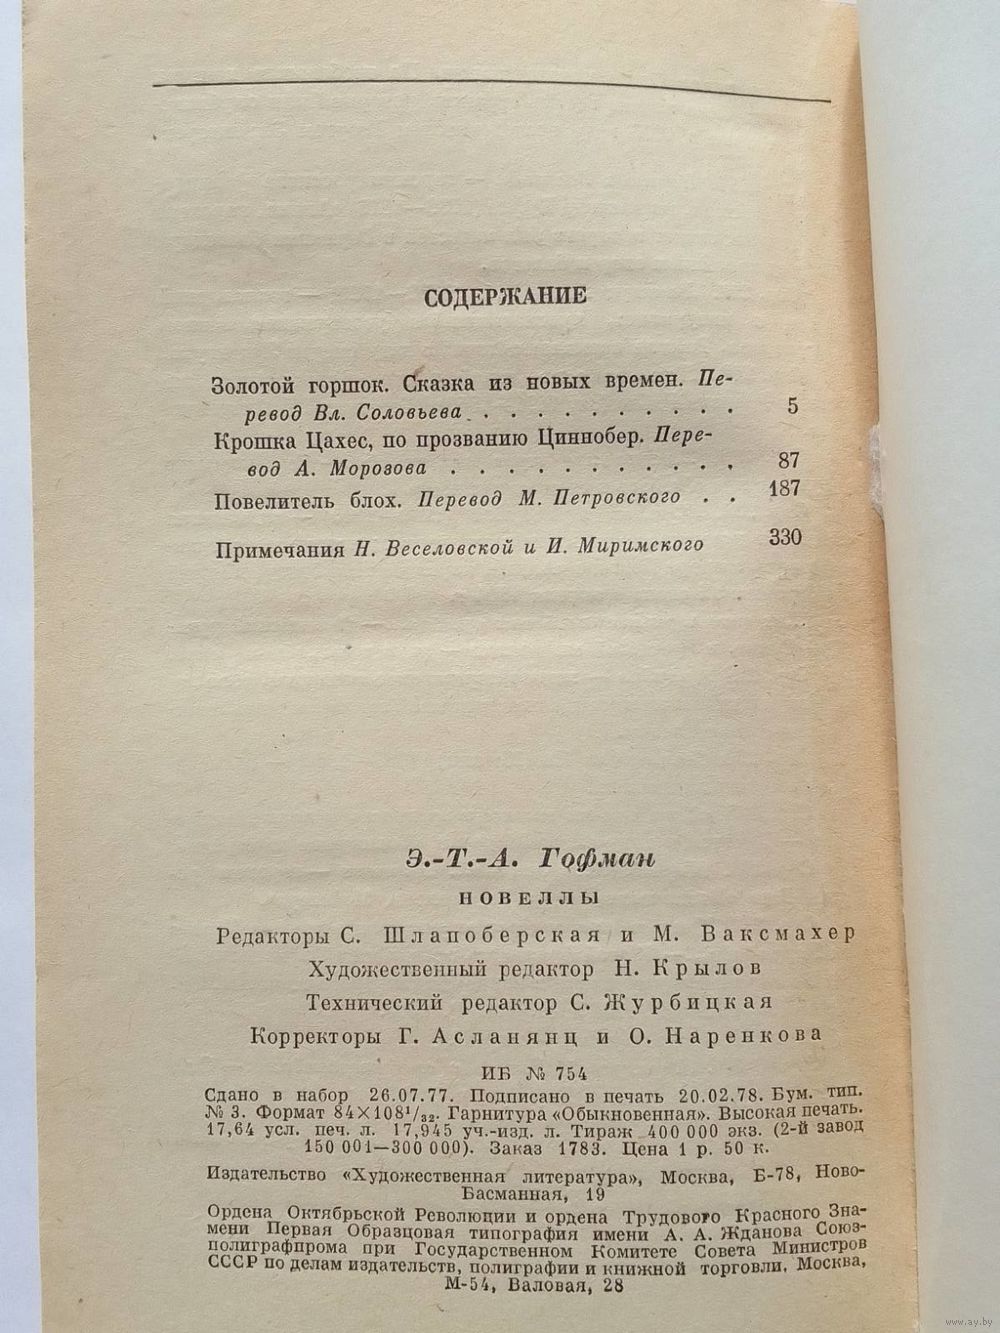 СОДЕРЖАНИЕ
Золотой горшок. Сказка из новых времен. Пе-
ревод Вл. Соловьева . . . . . . . . . . 5
Крошка Цахес, по прозванию Циннобер. Пере-
вод А. Морозова . . . . . . . . . . . 87
Повелитель блох. Перевод М. Петровского . . 187
Примечания Н. Веселовской и И. Миримского 330
Э.-Т.-А. Гофман
НОВЕЛЛЫ
Редакторы С. Шлапоберская и М. Ваксмахер
Художественный редактор Н. Крылов
Технический редактор С. Журбицкая
Корректоры Г. Асланянц и О. Наренкова
ИБ № 754
Сдано в набор 26.07.77. Подписано в печать 20.02.78. Бум. тип.
№ 3. Формат 84×108¹/₃₂. Гарнитура «Обыкновенная». Высокая печать.
17,64 усл. печ. л. 17,945 уч.-изд. л. Тираж 400 000 экз. (2-й завод
150 001—300 000). Заказ 1783. Цена 1 р. 50 к.
Издательство «Художественная литература», Москва, Б-78, Ново-
Басманная, 19
Ордена Октябрьской Революции и ордена Трудового Красного Зна-
мени Первая Образцовая типография имени А. А. Жданова Союз-
полиграфпрома при Государственном Комитете Совета Министров
СССР по делам издательств, полиграфии и книжной торговли. Москва,
М-54, Валовая, 28
www.ay.by